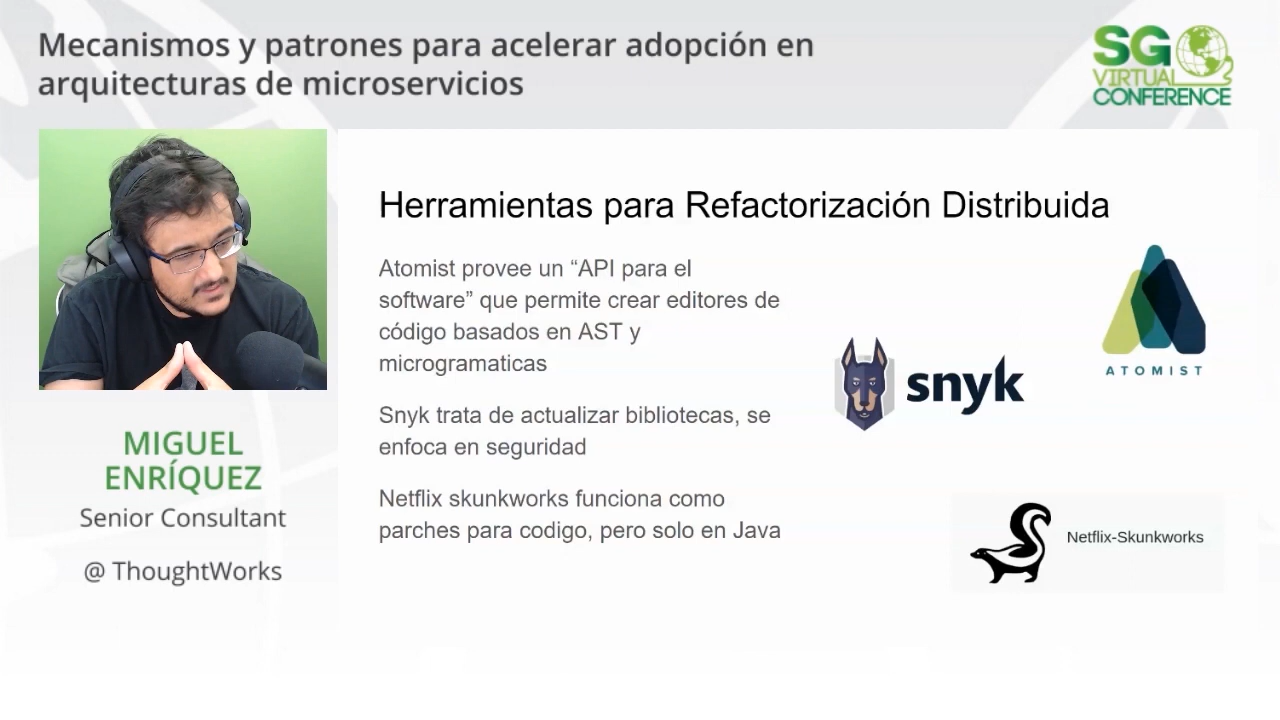 Mecanismos y patrones para acelerar adopción en
arquitecturas de microservicios
SG
VIRTUAL
CONFERENCE
MIGUEL
ENRÍQUEZ
Senior Consultant
@ ThoughtWorks
Herramientas para Refactorización Distribuida
Atomist provee un “API para el
software” que permite crear editores de
código basados en AST y
microgramaticas
Snyk trata de actualizar bibliotecas, se
enfoca en seguridad
Netflix skunkworks funciona como
parches para codigo, pero solo en Java
ATOMIST
snyk
Netflix-Skunkworks